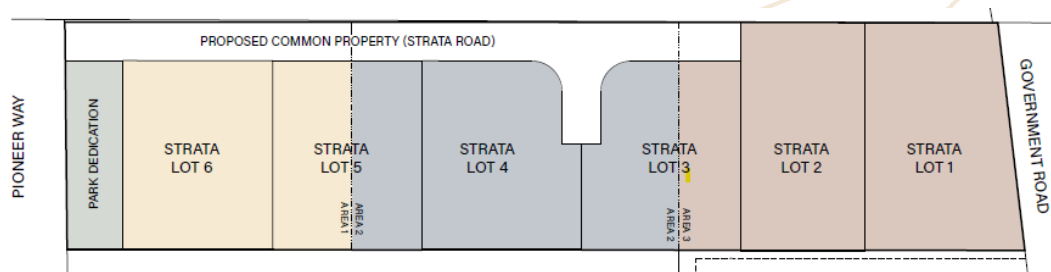 PROPOSED COMMON PROPERTY (STRATA ROAD)
PIONEER WAY
PARK DEDICATION
STRATA
LOT 6
STRATA
LOT 5
AREA 1
AREA 2
STRATA
LOT 4
STRATA
LOT 3
AREA 2
AREA 3
STRATA
LOT 2
STRATA
LOT 1
GOVERNMENT ROAD